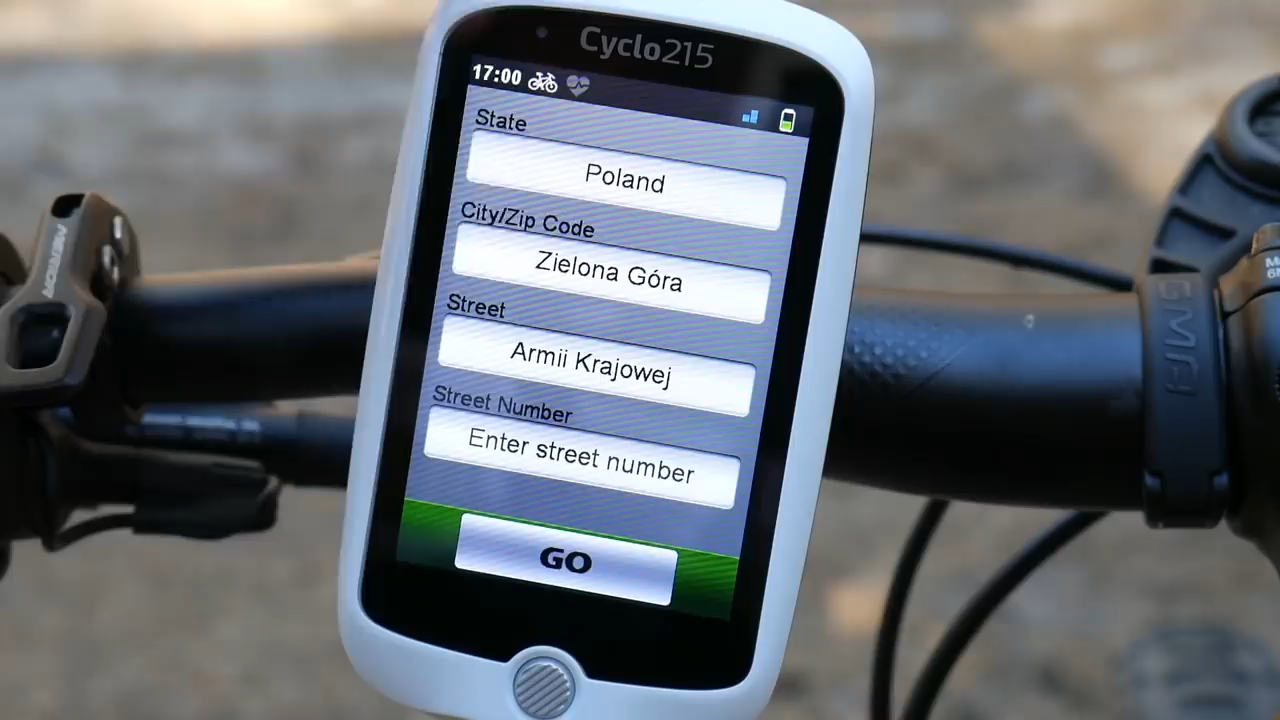 Cyclo215
17:00
State
Poland
City/Zip Code
Zielona Góra
Street
Armii Krajowej
Street Number
Enter street number
GO